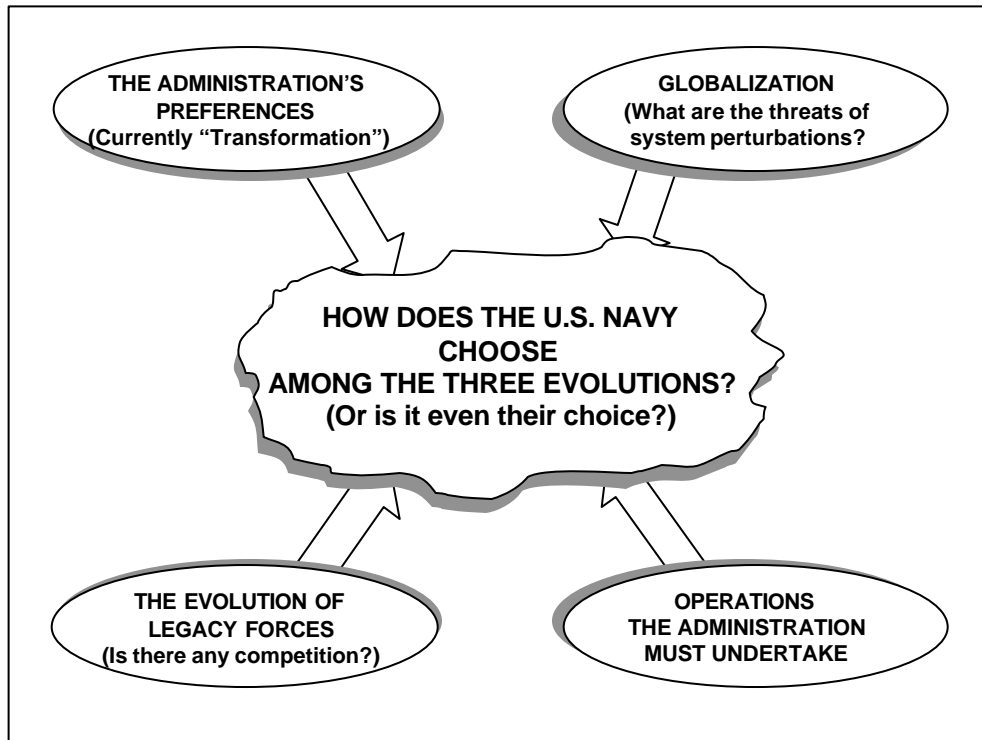 THE ADMINISTRATION'S
PREFERENCES
(Currently “Transformation”)
GLOBALIZATION
(What are the threats of
system perturbations?
HOW DOES THE U.S. NAVY
CHOOSE
AMONG THE THREE EVOLUTIONS?
(Or is it even their choice?)
THE EVOLUTION OF
LEGACY FORCES
(Is there any competition?)
OPERATIONS
THE ADMINISTRATION
MUST UNDERTAKE